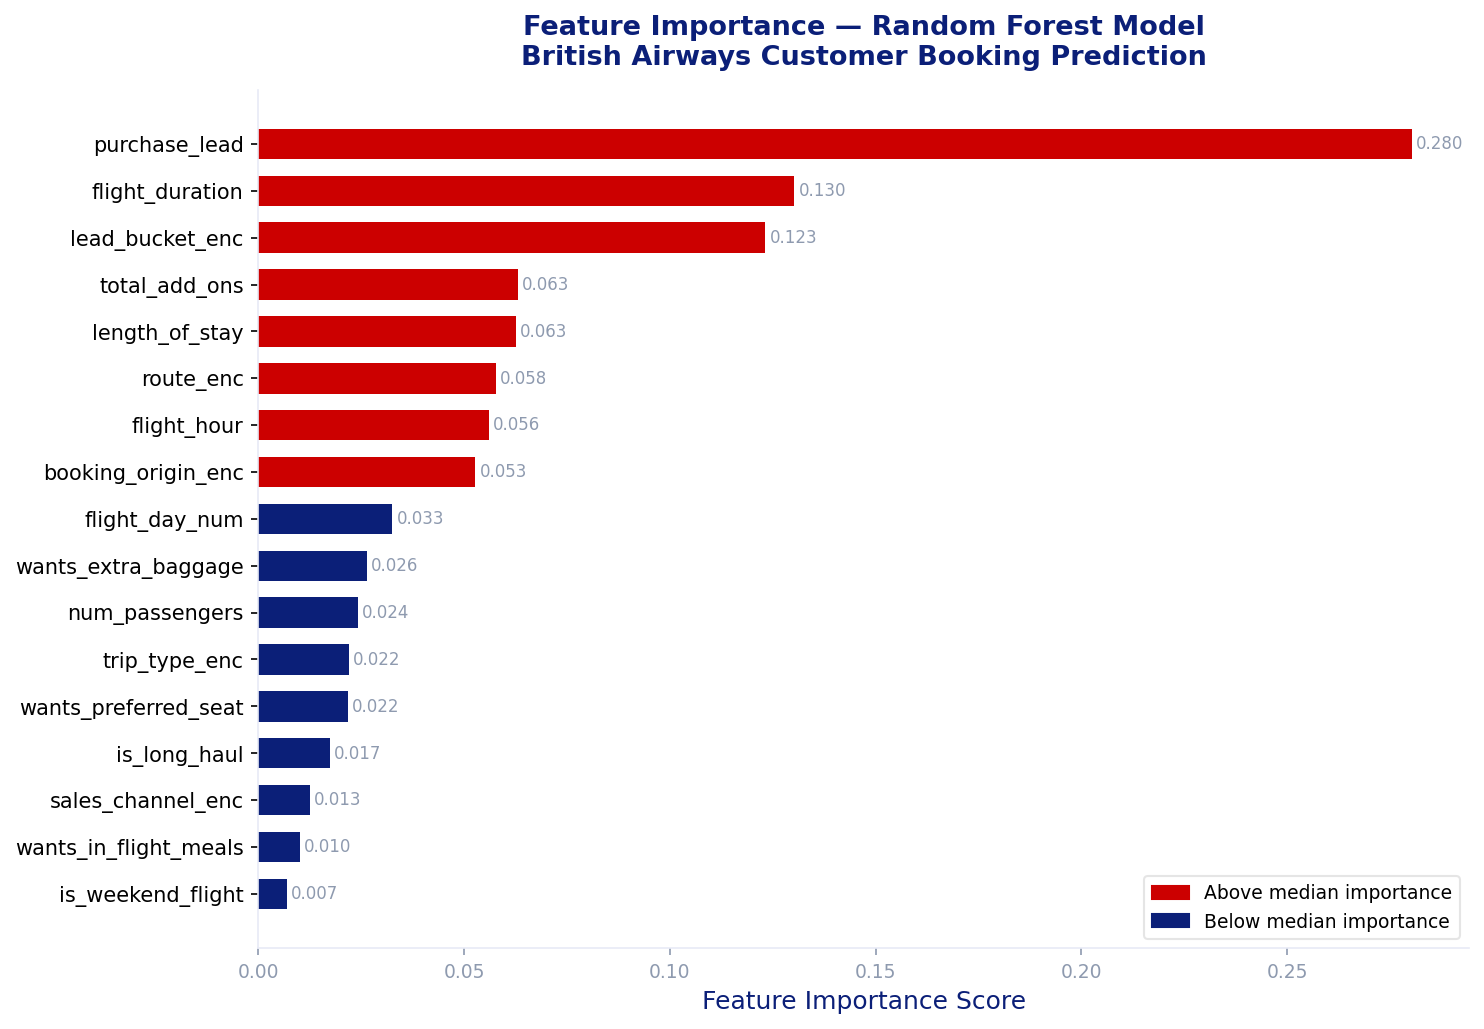 Feature Importance — Random Forest Model
British Airways Customer Booking Prediction
purchase_lead 0.280
flight_duration 0.130
lead_bucket_enc 0.123
total_add_ons 0.063
length_of_stay 0.063
route_enc 0.058
flight_hour 0.056
booking_origin_enc 0.053
flight_day_num 0.033
wants_extra_baggage 0.026
num_passengers 0.024
trip_type_enc 0.022
wants_preferred_seat 0.022
is_long_haul 0.017
sales_channel_enc 0.013
wants_in_flight_meals 0.010
is_weekend_flight 0.007
Above median importance
Below median importance
0.00 0.05 0.10 0.15 0.20 0.25
Feature Importance Score